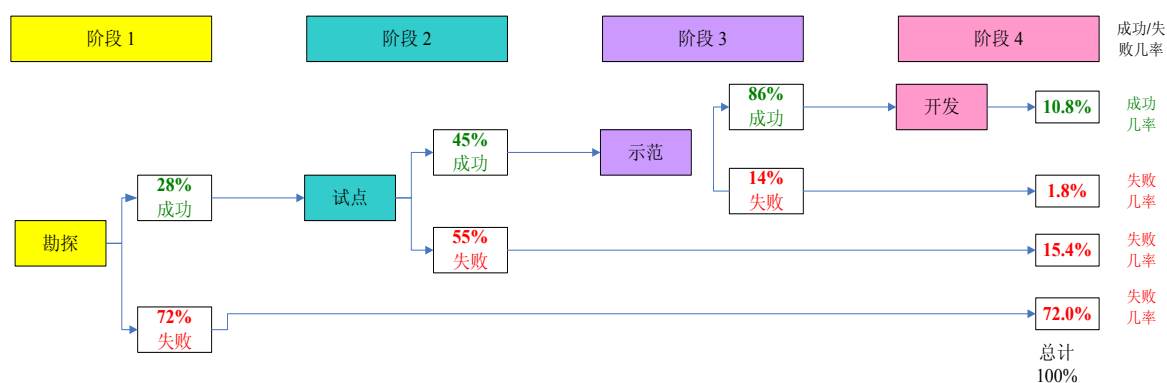 阶段 1
阶段 2
阶段 3
阶段 4
成功/失
败几率
86%
成功
开发
10.8%
成功
几率
45%
成功
示范
28%
成功
试点
14%
失败
1.8%
失败
几率
勘探
55%
失败
15.4%
失败
几率
72%
失败
72.0%
失败
几率
总计
100%